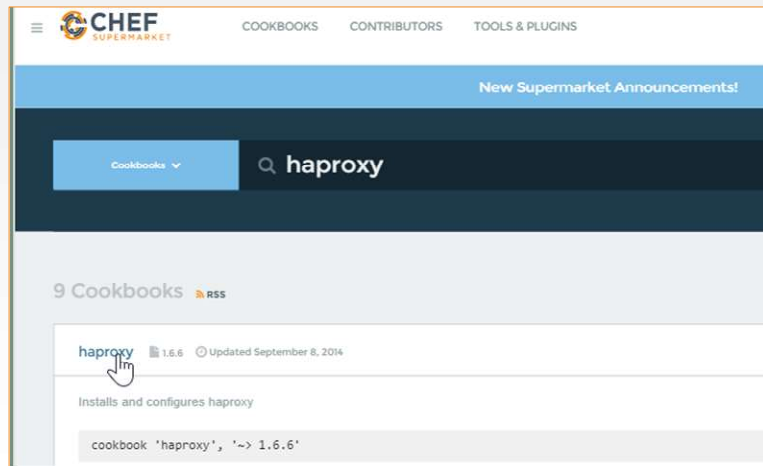 CHEF
SUPERMARKET
COOKBOOKS CONTRIBUTORS TOOLS & PLUGINS
New Supermarket Announcements!
Cookbooks
haproxy
9 Cookbooks RSS
haproxy 1.6.6 Updated September 8, 2014
Installs and configures haproxy
cookbook 'haproxy', '~> 1.6.6'